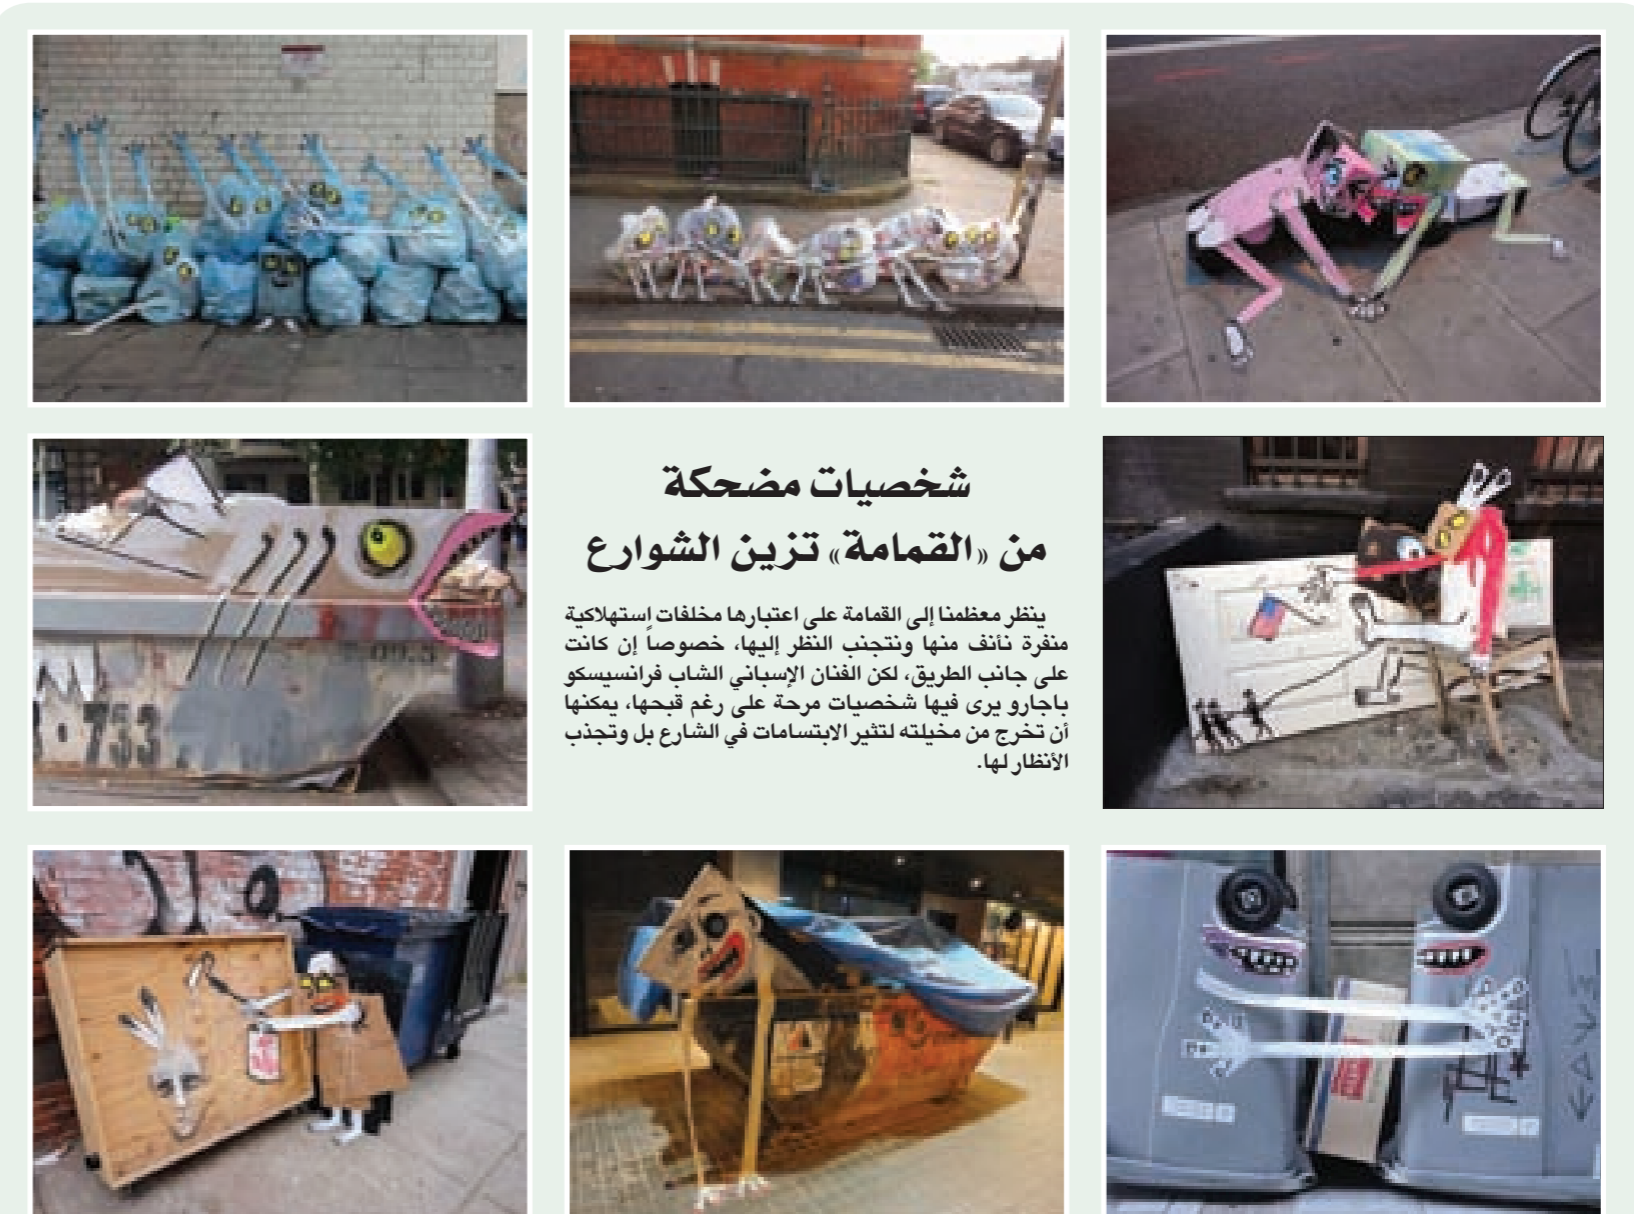 شخصيات مضحكة
من «القمامة» تزين الشوارع
ينظر معظمنا إلى القمامة على اعتبارها مخلفات استهلاكية
منفرة نأنف منها ونتجنب النظر إليها، خصوصاً إن كانت
على جانب الطريق، لكن الفنان الإسباني الشاب فرانسيسكو
باجارو يرى فيها شخصيات مرحة على رغم قبحها، يمكنها
أن تخرج من مخيلته لتثير الابتسامات في الشارع بل وتجذب
الأنظار لها.
753